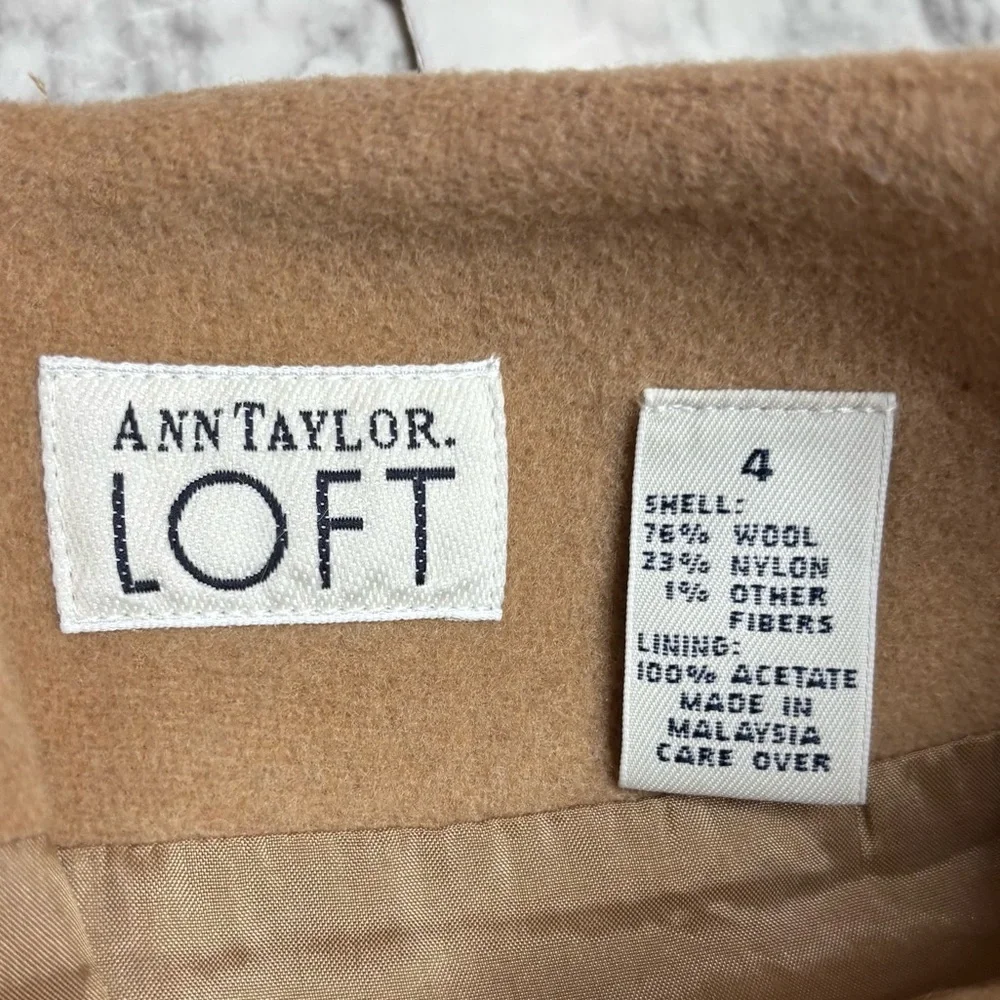 ANN TAYLOR.
LOFT
4
SHELL:
76% WOOL
23% NYLON
1% OTHER
FIBERS
LINING:
100% ACETATE
MADE IN
MALAYSIA
CARE OVER